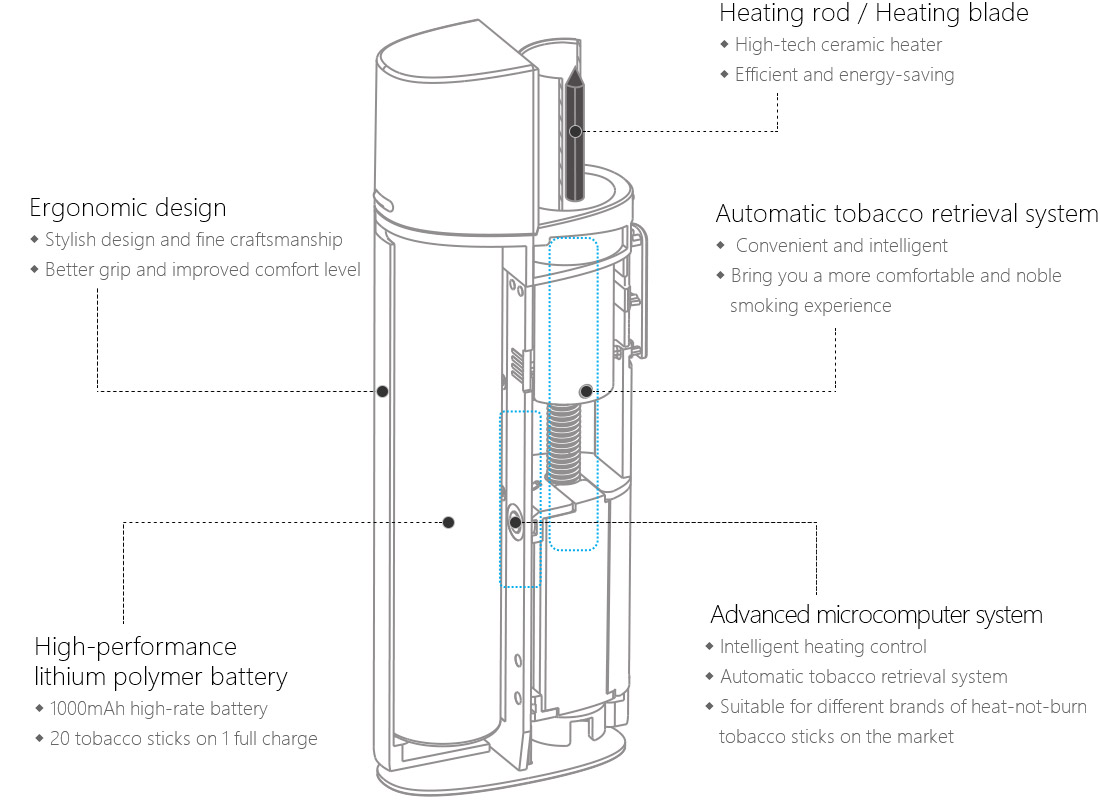 Heating rod / Heating blade
◆ High-tech ceramic heater
◆ Efficient and energy-saving
Ergonomic design
◆ Stylish design and fine craftsmanship
◆ Better grip and improved comfort level
Automatic tobacco retrieval system
◆ Convenient and intelligent
◆ Bring you a more comfortable and noble
smoking experience
High-performance
lithium polymer battery
◆ 1000mAh high-rate battery
◆ 20 tobacco sticks on 1 full charge
Advanced microcomputer system
◆ Intelligent heating control
◆ Automatic tobacco retrieval system
◆ Suitable for different brands of heat-not-burn
tobacco sticks on the market